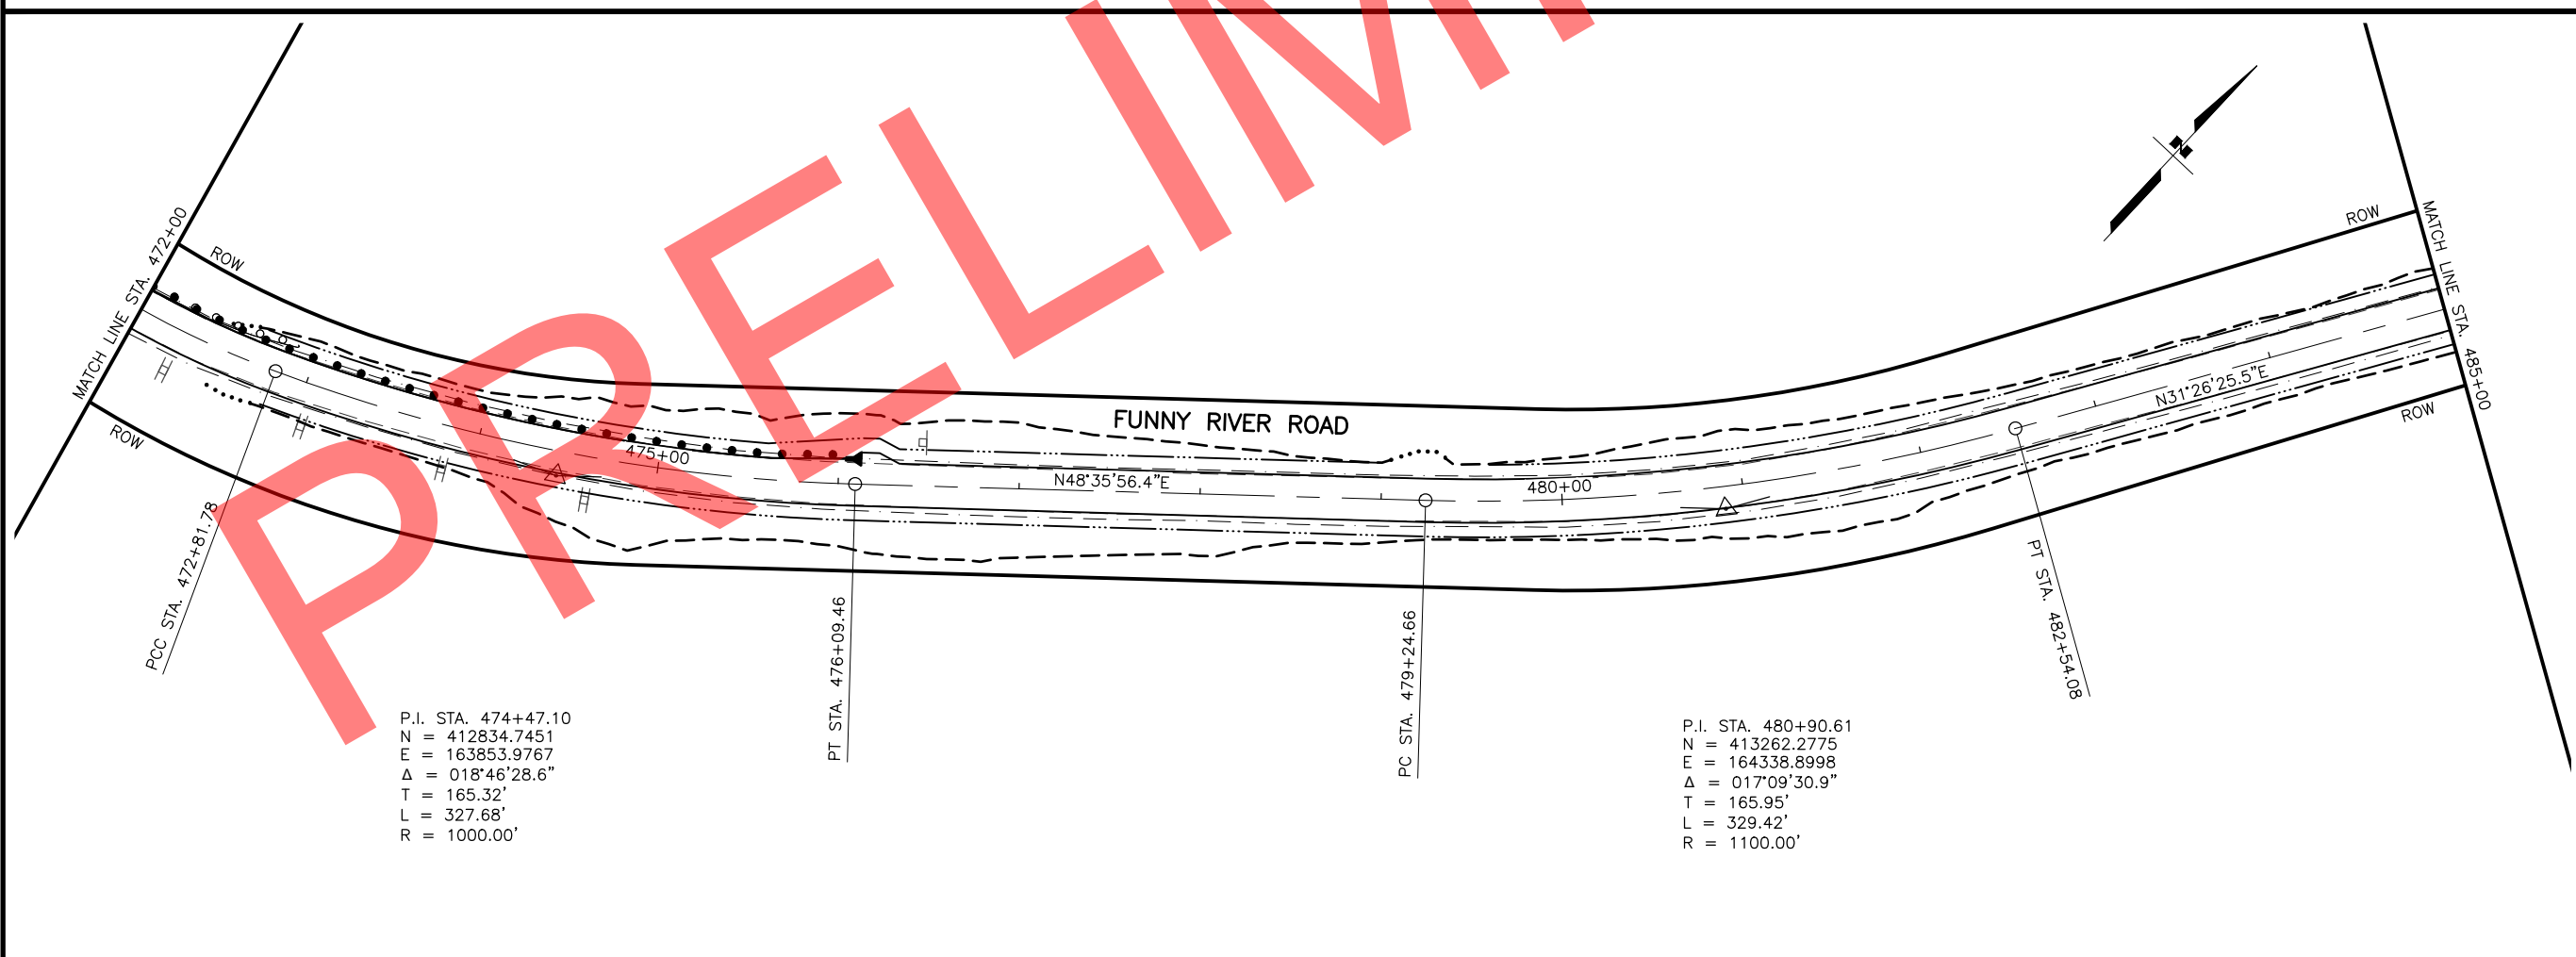 PRELIM
MATCH LINE STA. 472+00
ROW
ROW
PCC STA. 472+81.78
475+00
PT STA. 476+09.46
FUNNY RIVER ROAD
N48°35'56.4"E
PC STA. 479+24.66
480+00
PT STA. 482+54.08
N31°26'25.5"E
N
ROW
ROW
MATCH LINE STA. 485+00
P.I. STA. 474+47.10
N = 412834.7451
E = 163853.9767
Δ = 018°46'28.6"
T = 165.32'
L = 327.68'
R = 1000.00'
P.I. STA. 480+90.61
N = 413262.2775
E = 164338.8998
Δ = 017°09'30.9"
T = 165.95'
L = 329.42'
R = 1100.00'